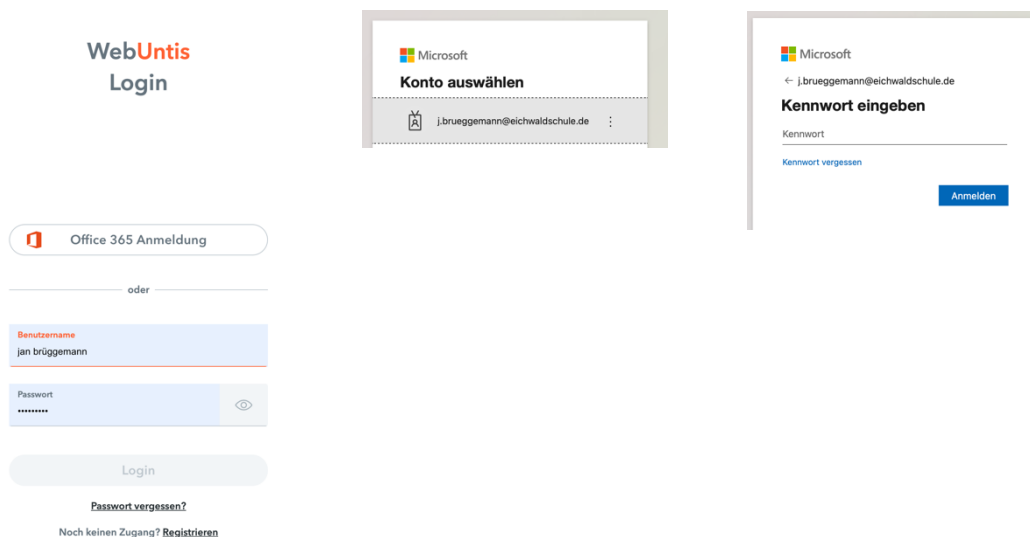 WebUntis
Login
Office 365 Anmeldung
oder
Benutzername
jan brüggemann
Passwort
•••••••••
Login
Passwort vergessen?
Noch keinen Zugang? Registrieren
Microsoft
Konto auswählen
j.brueggemann@eichwaldschule.de
Microsoft
← j.brueggemann@eichwaldschule.de
Kennwort eingeben
Kennwort
Kennwort vergessen
Anmelden